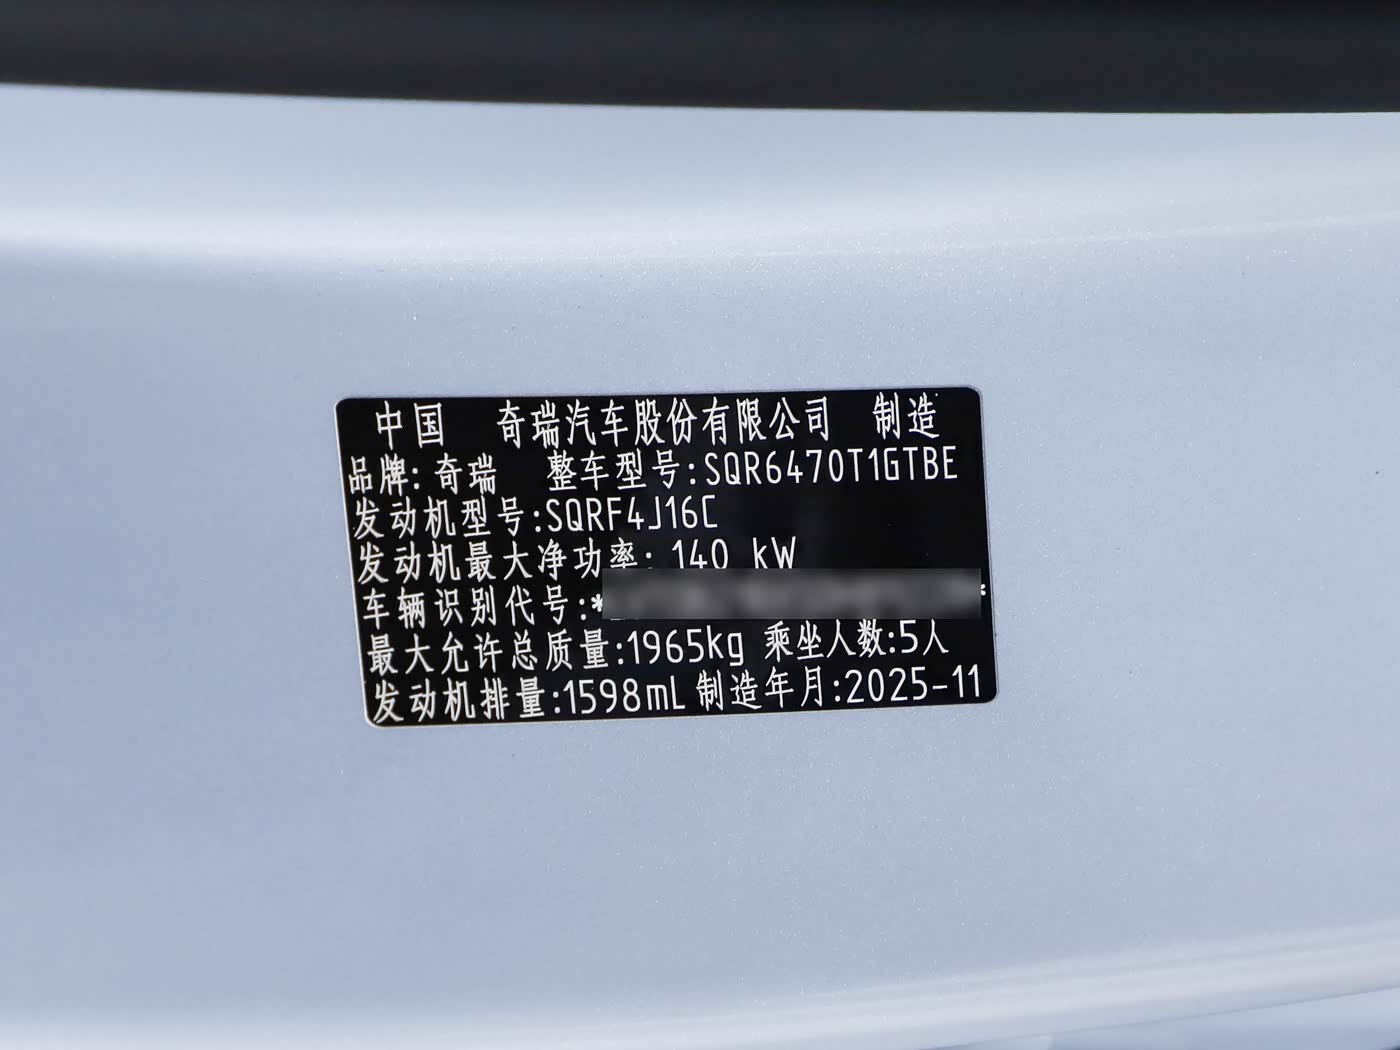 中国 奇瑞汽车股份有限公司 制造
品牌:奇瑞 整车型号:SQR6470T1GTBE
发动机型号:SQRF4J16C
发动机最大净功率: 140 kW
车辆识别代号:* *
最大允许总质量:1965kg 乘坐人数:5人
发动机排量:1598mL 制造年月:2025-11